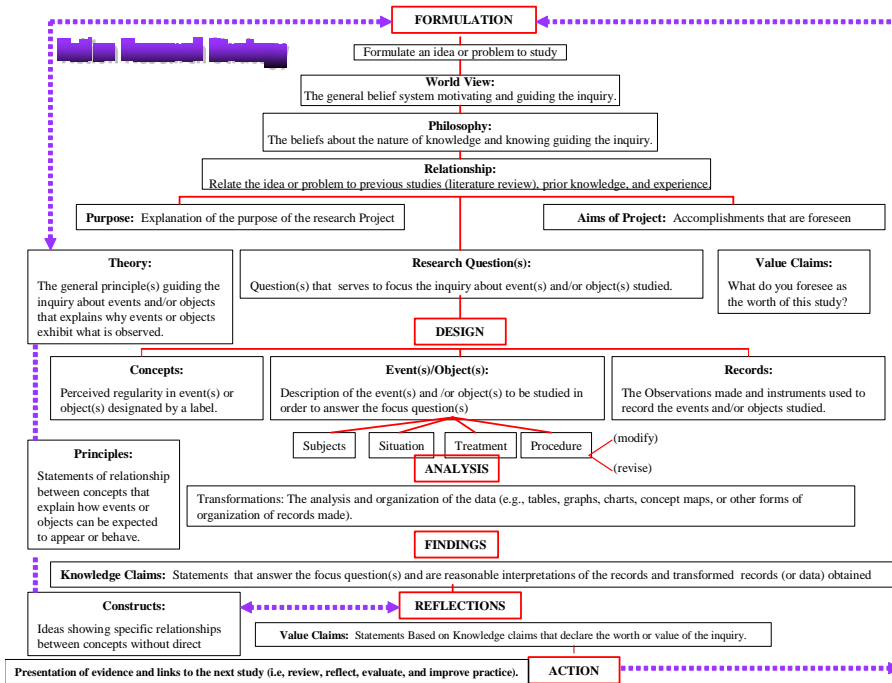 FORMULATION
Formulate an idea or problem to study
World View:
The general belief system motivating and guiding the inquiry.
Philosophy:
The beliefs about the nature of knowledge and knowing guiding the inquiry.
Relationship:
Relate the idea or problem to previous studies (literature review), prior knowledge, and experience.
Purpose: Explanation of the purpose of the research Project
Aims of Project: Accomplishments that are foreseen
Theory:
The general principle(s) guiding the
inquiry about events and/or objects
that explains why events or objects
exhibit what is observed.
Research Question(s):
Question(s) that serves to focus the inquiry about event(s) and/or object(s) studied.
Value Claims:
What do you foresee as
the worth of this study?
DESIGN
Concepts:
Perceived regularity in event(s) or
object(s) designated by a label.
Event(s)/Object(s):
Description of the event(s) and /or object(s) to be studied in
order to answer the focus question(s)
Records:
The Observations made and instruments used to
record the events and/or objects studied.
Subjects
Situation
Treatment
Procedure
(modify)
(revise)
Principles:
Statements of relationship
between concepts that
explain how events or
objects can be expected
to appear or behave.
ANALYSIS
Transformations: The analysis and organization of the data (e.g., tables, graphs, charts, concept maps, or other forms of
organization of records made).
FINDINGS
Knowledge Claims: Statements that answer the focus question(s) and are reasonable interpretations of the records and transformed records (or data) obtained
Constructs:
Ideas showing specific relationships
between concepts without direct
REFLECTIONS
Value Claims: Statements Based on Knowledge claims that declare the worth or value of the inquiry.
Presentation of evidence and links to the next study (i.e, review, reflect, evaluate, and improve practice).
ACTION